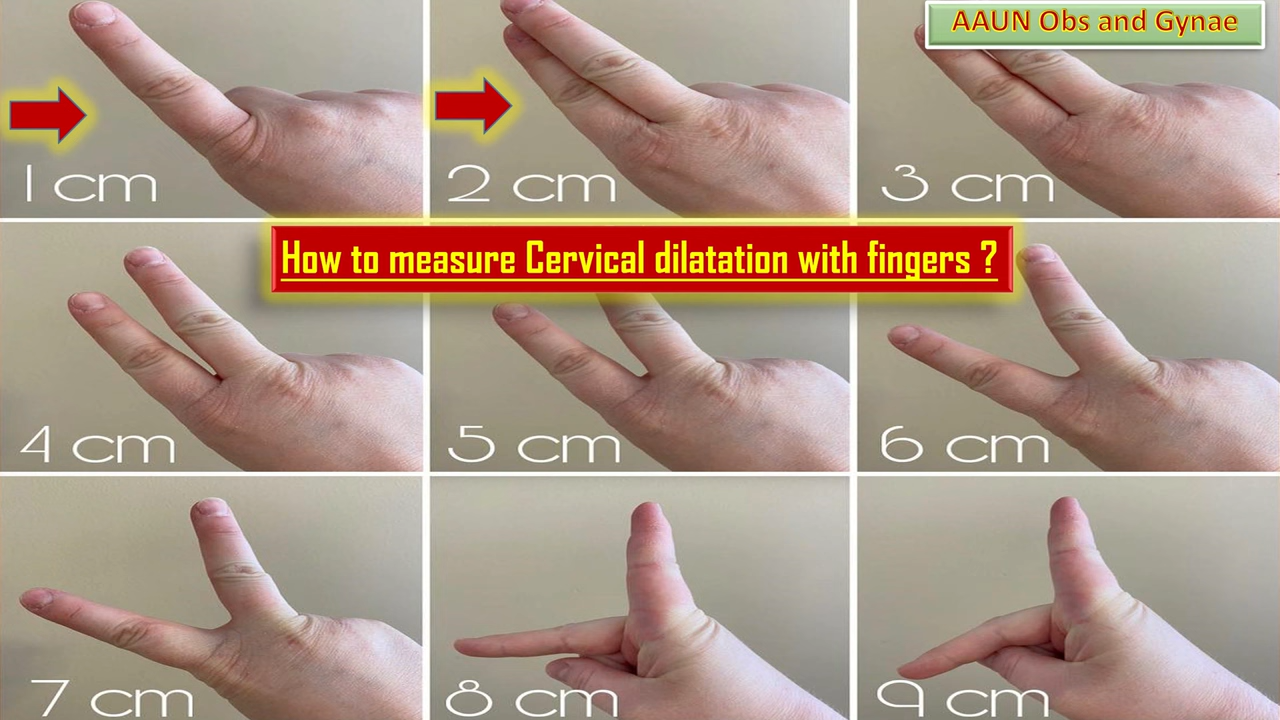 AAUN Obs and Gynae
1 cm
2 cm
3 cm
How to measure Cervical dilatation with fingers ?
4 cm
5 cm
6 cm
7 cm
8 cm
9 cm